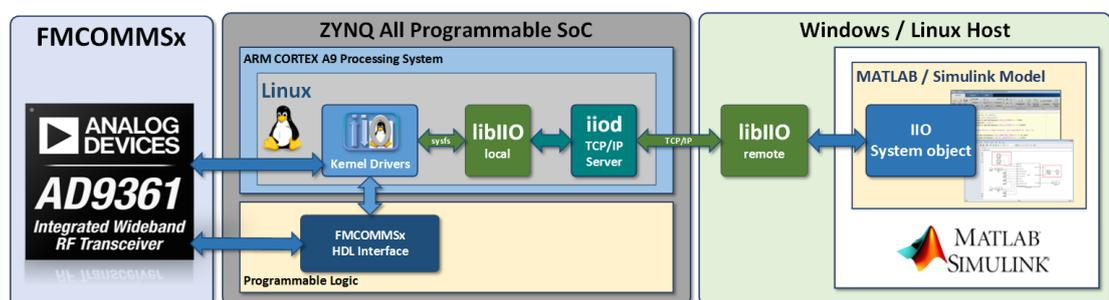 FMCOMMSx
ANALOG
DEVICES
AD9361
Integrated Wideband
RF Transceiver
ZYNQ All Programmable SoC
ARM CORTEX A9 Processing System
Linux
iio
Kernel Drivers
sysfs
libIIO
local
iiod
TCP/IP
Server
TCP/IP
FMCOMMSx
HDL Interface
Programmable Logic
Windows / Linux Host
libIIO
remote
MATLAB / Simulink Model
IIO
System object
MATLAB
SIMULINK®